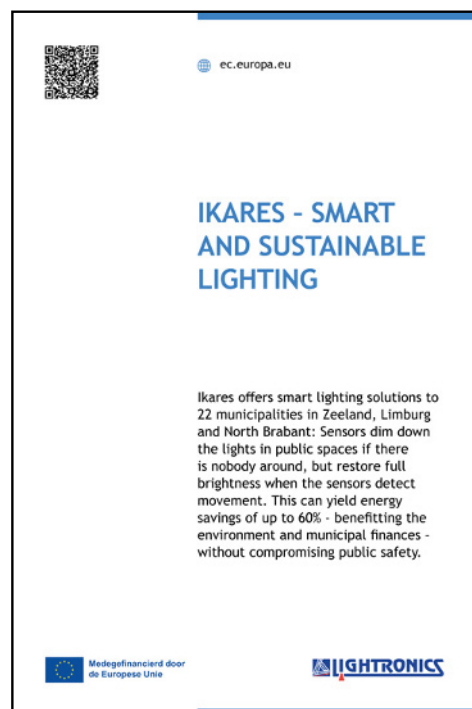 ec.europa.eu
IKARES - SMART
AND SUSTAINABLE
LIGHTING
Ikares offers smart lighting solutions to
22 municipalities in Zeeland, Limburg
and North Brabant: Sensors dim down
the lights in public spaces if there
is nobody around, but restore full
brightness when the sensors detect
movement. This can yield energy
savings of up to 60% - benefitting the
environment and municipal finances -
without compromising public safety.
Medegefinancierd door
de Europese Unie
LIGHTRONICS